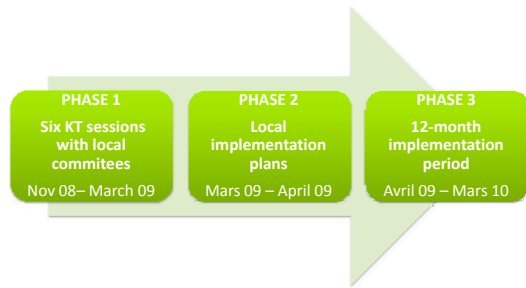 PHASE 1
Six KT sessions
with local
commitees
Nov 08– March 09
PHASE 2
Local
implementation
plans
Mars 09 – April 09
PHASE 3
12-month
implementation
period
Avril 09 – Mars 10